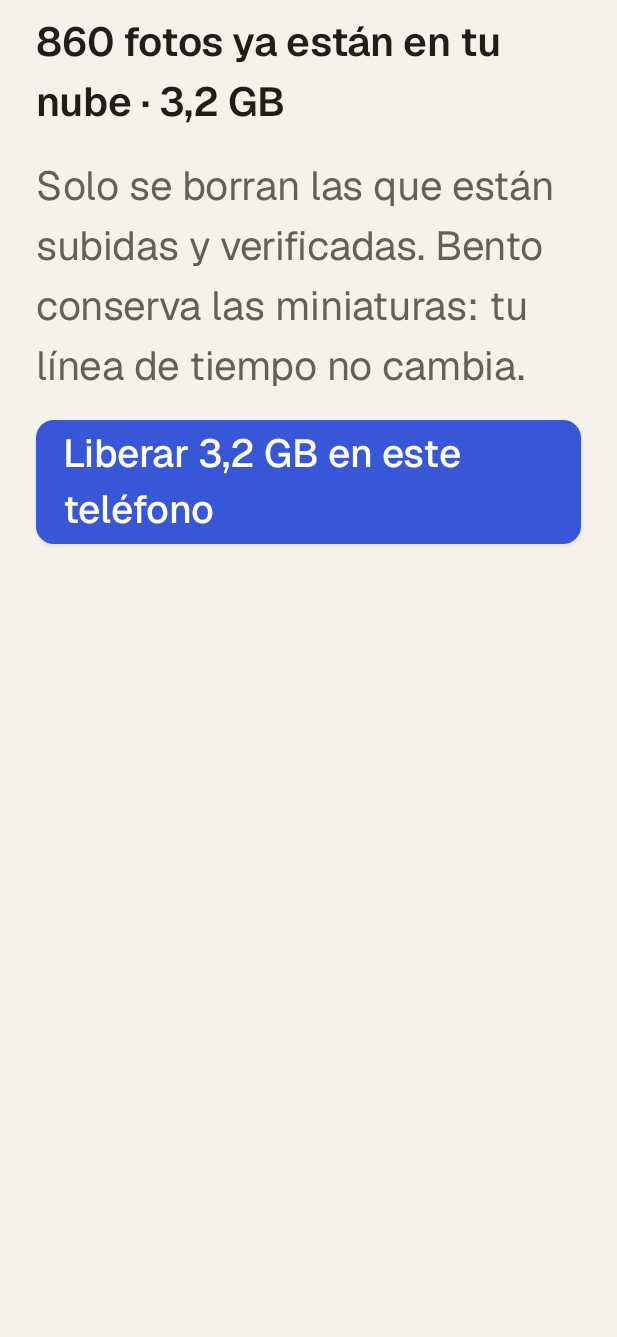 860 fotos ya están en tu
nube · 3,2 GB
Solo se borran las que están
subidas y verificadas. Bento
conserva las miniaturas: tu
línea de tiempo no cambia.
Liberar 3,2 GB en este
teléfono